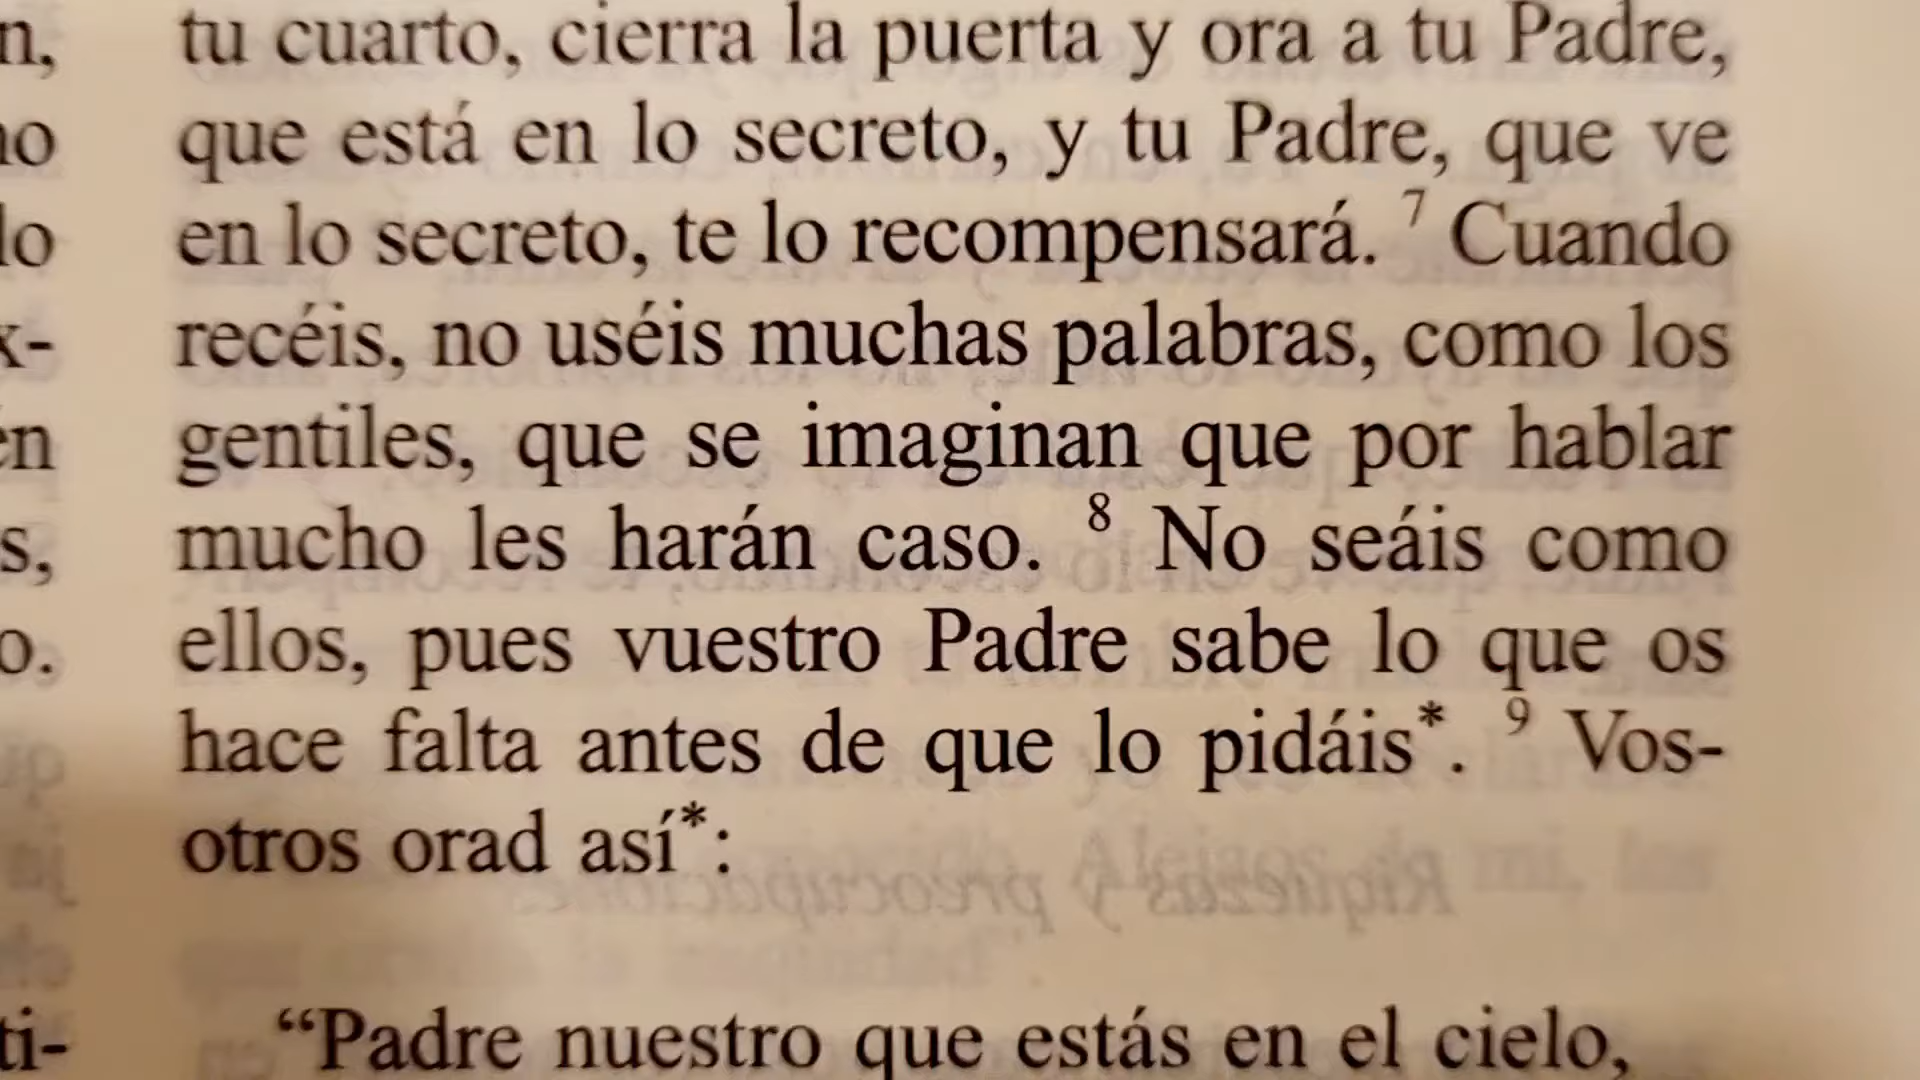 tu cuarto, cierra la puerta y ora a tu Padre,
que está en lo secreto, y tu Padre, que ve
en lo secreto, te lo recompensará. ⁷ Cuando
recéis, no uséis muchas palabras, como los
gentiles, que se imaginan que por hablar
mucho les harán caso. ⁸ No seáis como
ellos, pues vuestro Padre sabe lo que os
hace falta antes de que lo pidáis*. ⁹ Vos-
otros orad así*:
“Padre nuestro que estás en el cielo,